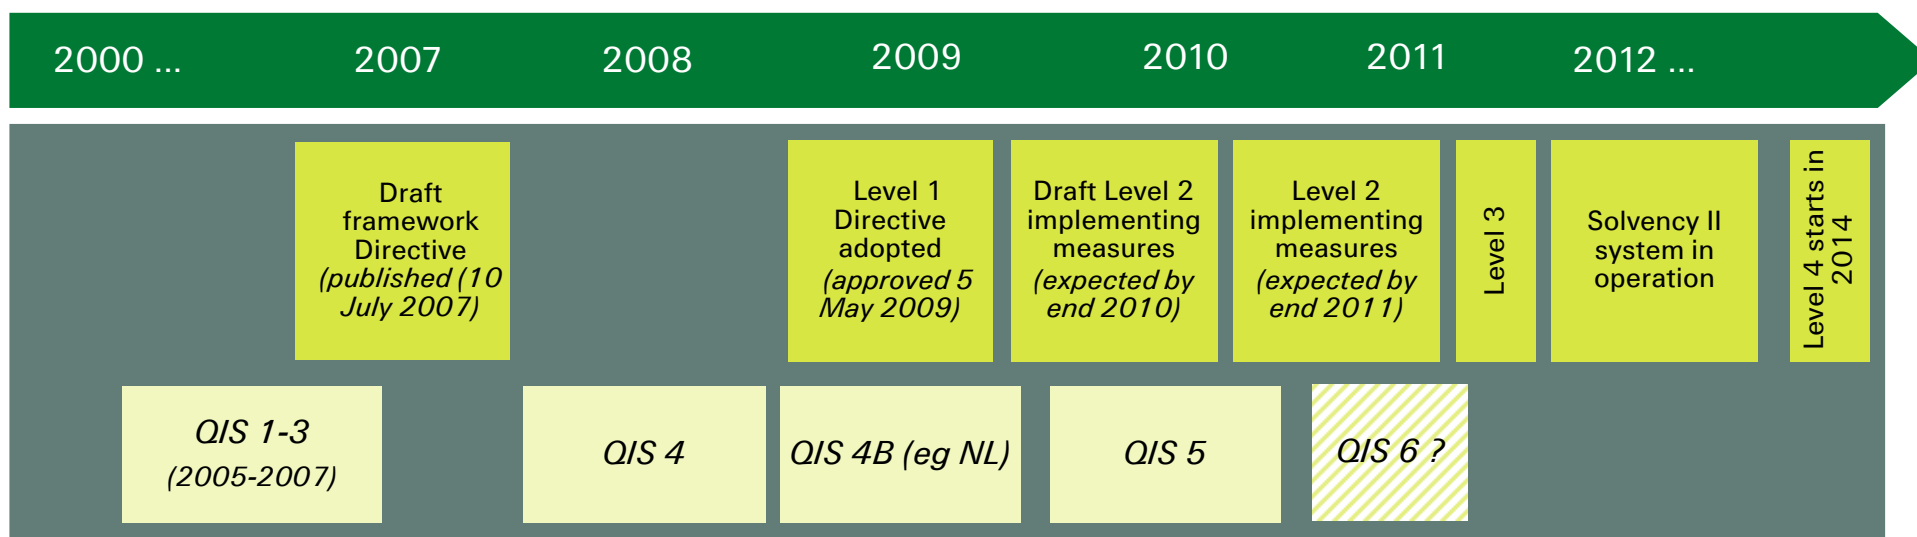 2000 ...
2007
2008
2009
2010
2011
2012 ...
Draft
framework
Directive
(published (10
July 2007)
Level 1
Directive
adopted
(approved 5
May 2009)
Draft Level 2
implementing
measures
(expected by
end 2010)
Level 2
implementing
measures
(expected by
end 2011)
Level 3
Solvency II
system in
operation
Level 4 starts in
2014
QIS 1-3
(2005-2007)
QIS 4
QIS 4B (eg NL)
QIS 5
QIS 6 ?